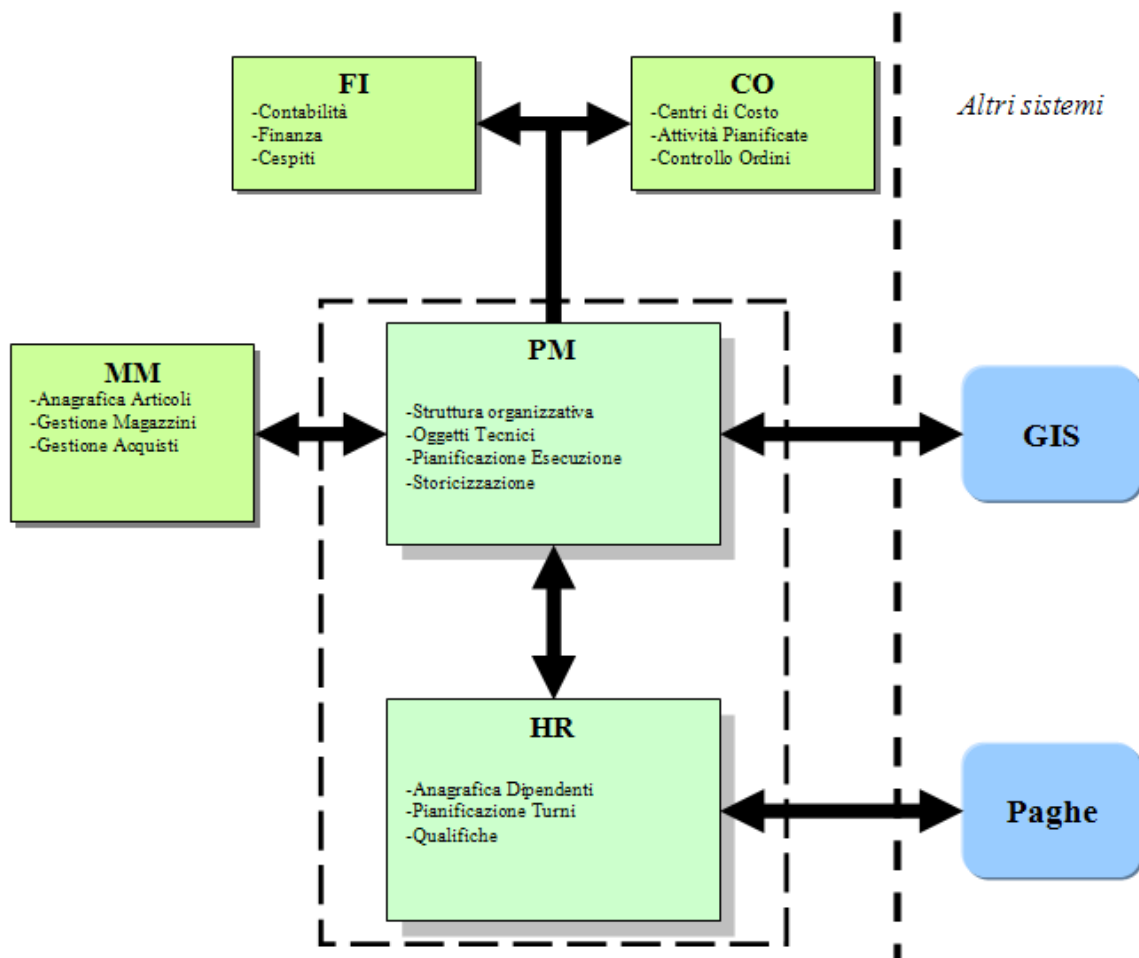 FI
-Contabilità
-Finanza
-Cespiti
CO
-Centri di Costo
-Attività Pianificate
-Controllo Ordini
Altri sistemi
MM
-Anagrafica Articoli
-Gestione Magazzini
-Gestione Acquisti
PM
-Struttura organizzativa
-Oggetti Tecnici
-Pianificazione Esecuzione
-Storicizzazione
GIS
HR
-Anagrafica Dipendenti
-Pianificazione Turni
-Qualifiche
Paghe